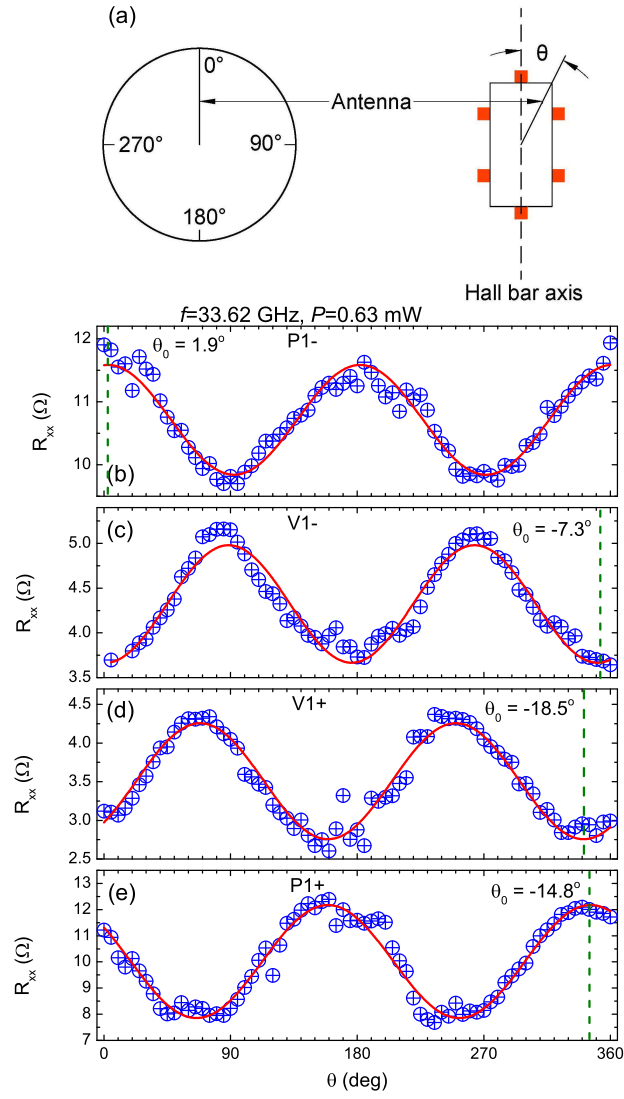 (a)
0°
θ
Antenna
270°
90°
180°
Hall bar axis
f=33.62 GHz, P=0.63 mW
θ₀ = 1.9°
P1-
12
11
10
Rₓₓ (Ω)
(b)
(c)
V1-
θ₀ = -7.3°
5.0
4.5
4.0
3.5
Rₓₓ (Ω)
(d)
V1+
θ₀ = -18.5°
4.5
4.0
3.5
3.0
2.5
Rₓₓ (Ω)
(e)
P1+
θ₀ = -14.8°
13
12
11
10
9
8
7
Rₓₓ (Ω)
0 90 180 270 360
θ (deg)